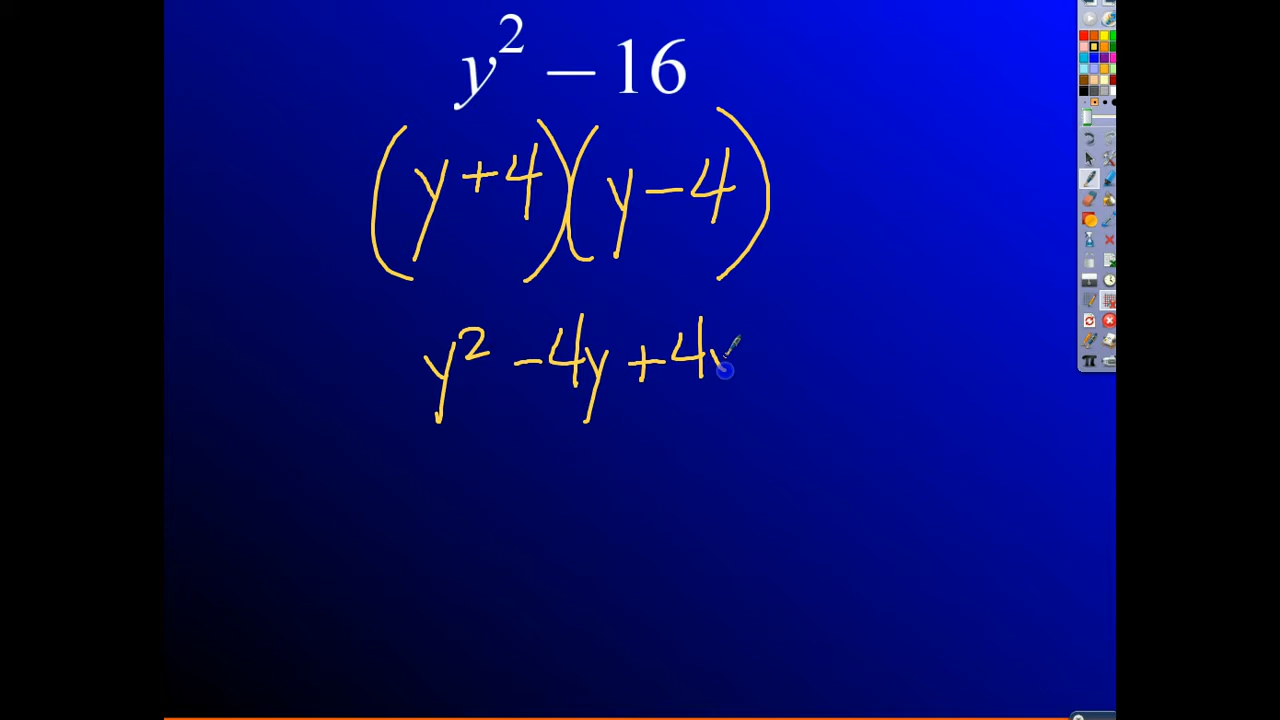 y² − 16
(y + 4)(y − 4)
y² − 4y + 4